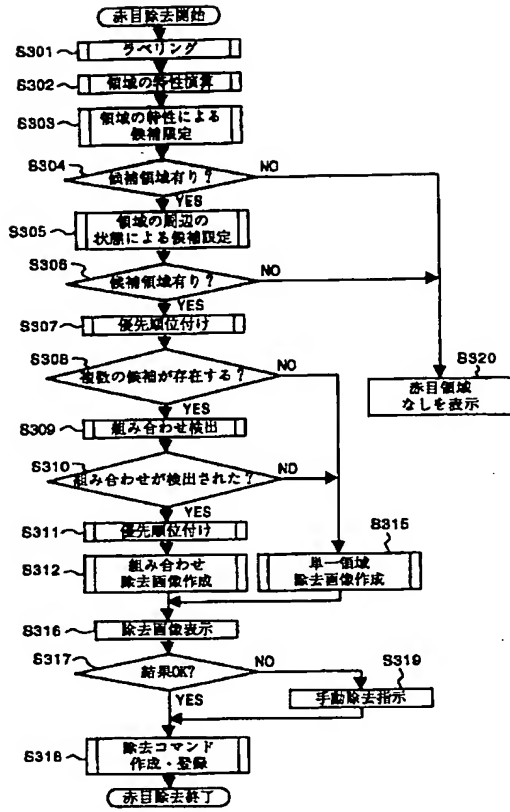 赤目除去開始
S301
ラベリング
S302
領域の特性演算
S303
領域の特性による
候補限定
S304
候補領域有り?
NO
YES
S305
領域の周辺の
状態による候補限定
S306
候補領域有り?
NO
YES
S307
優先順位付け
S308
複数の候補が存在する?
NO
YES
S320
赤目領域
なしを表示
S309
組み合わせ検出
S310
組み合わせが検出された?
NO
YES
S311
優先順位付け
S312
組み合わせ
除去画像作成
S315
単一領域
除去画像作成
S316
除去画像表示
S317
結果OK?
NO
YES
S319
手動除去指示
S318
除去コマンド
作成・登録
赤目除去終了